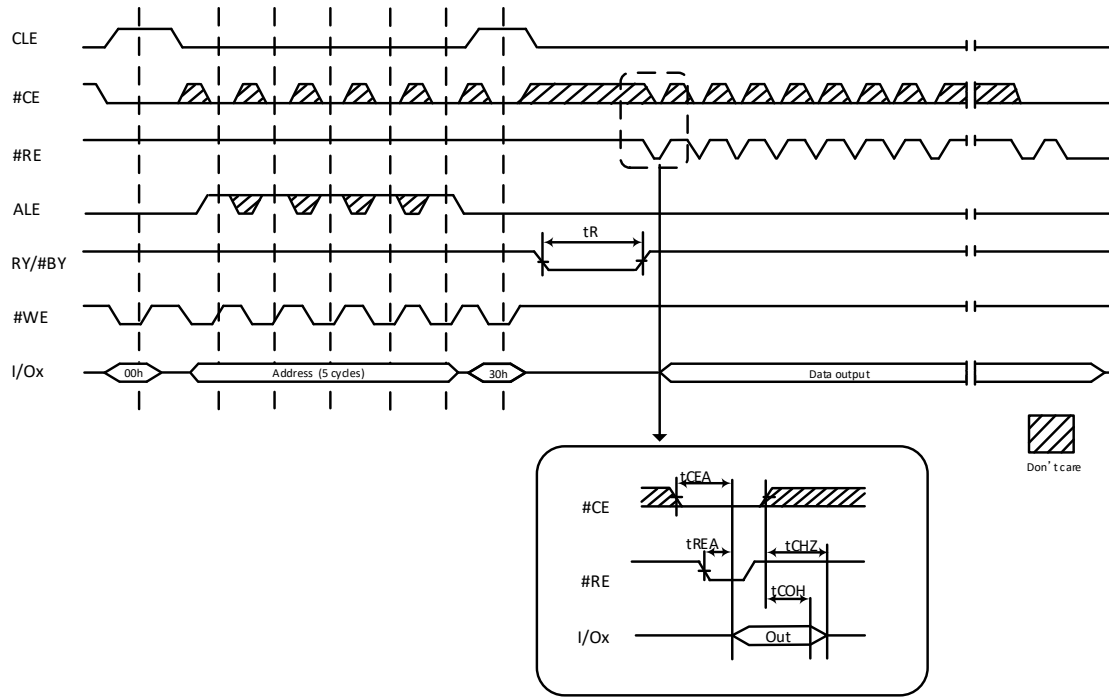 CLE
#CE
#RE
ALE
tR
RY/#BY
#WE
I/Ox
00h
Address (5 cycles)
30h
Data output
Don't care
tCEA
#CE
tREA
tCHZ
#RE
tCOH
I/Ox
Out